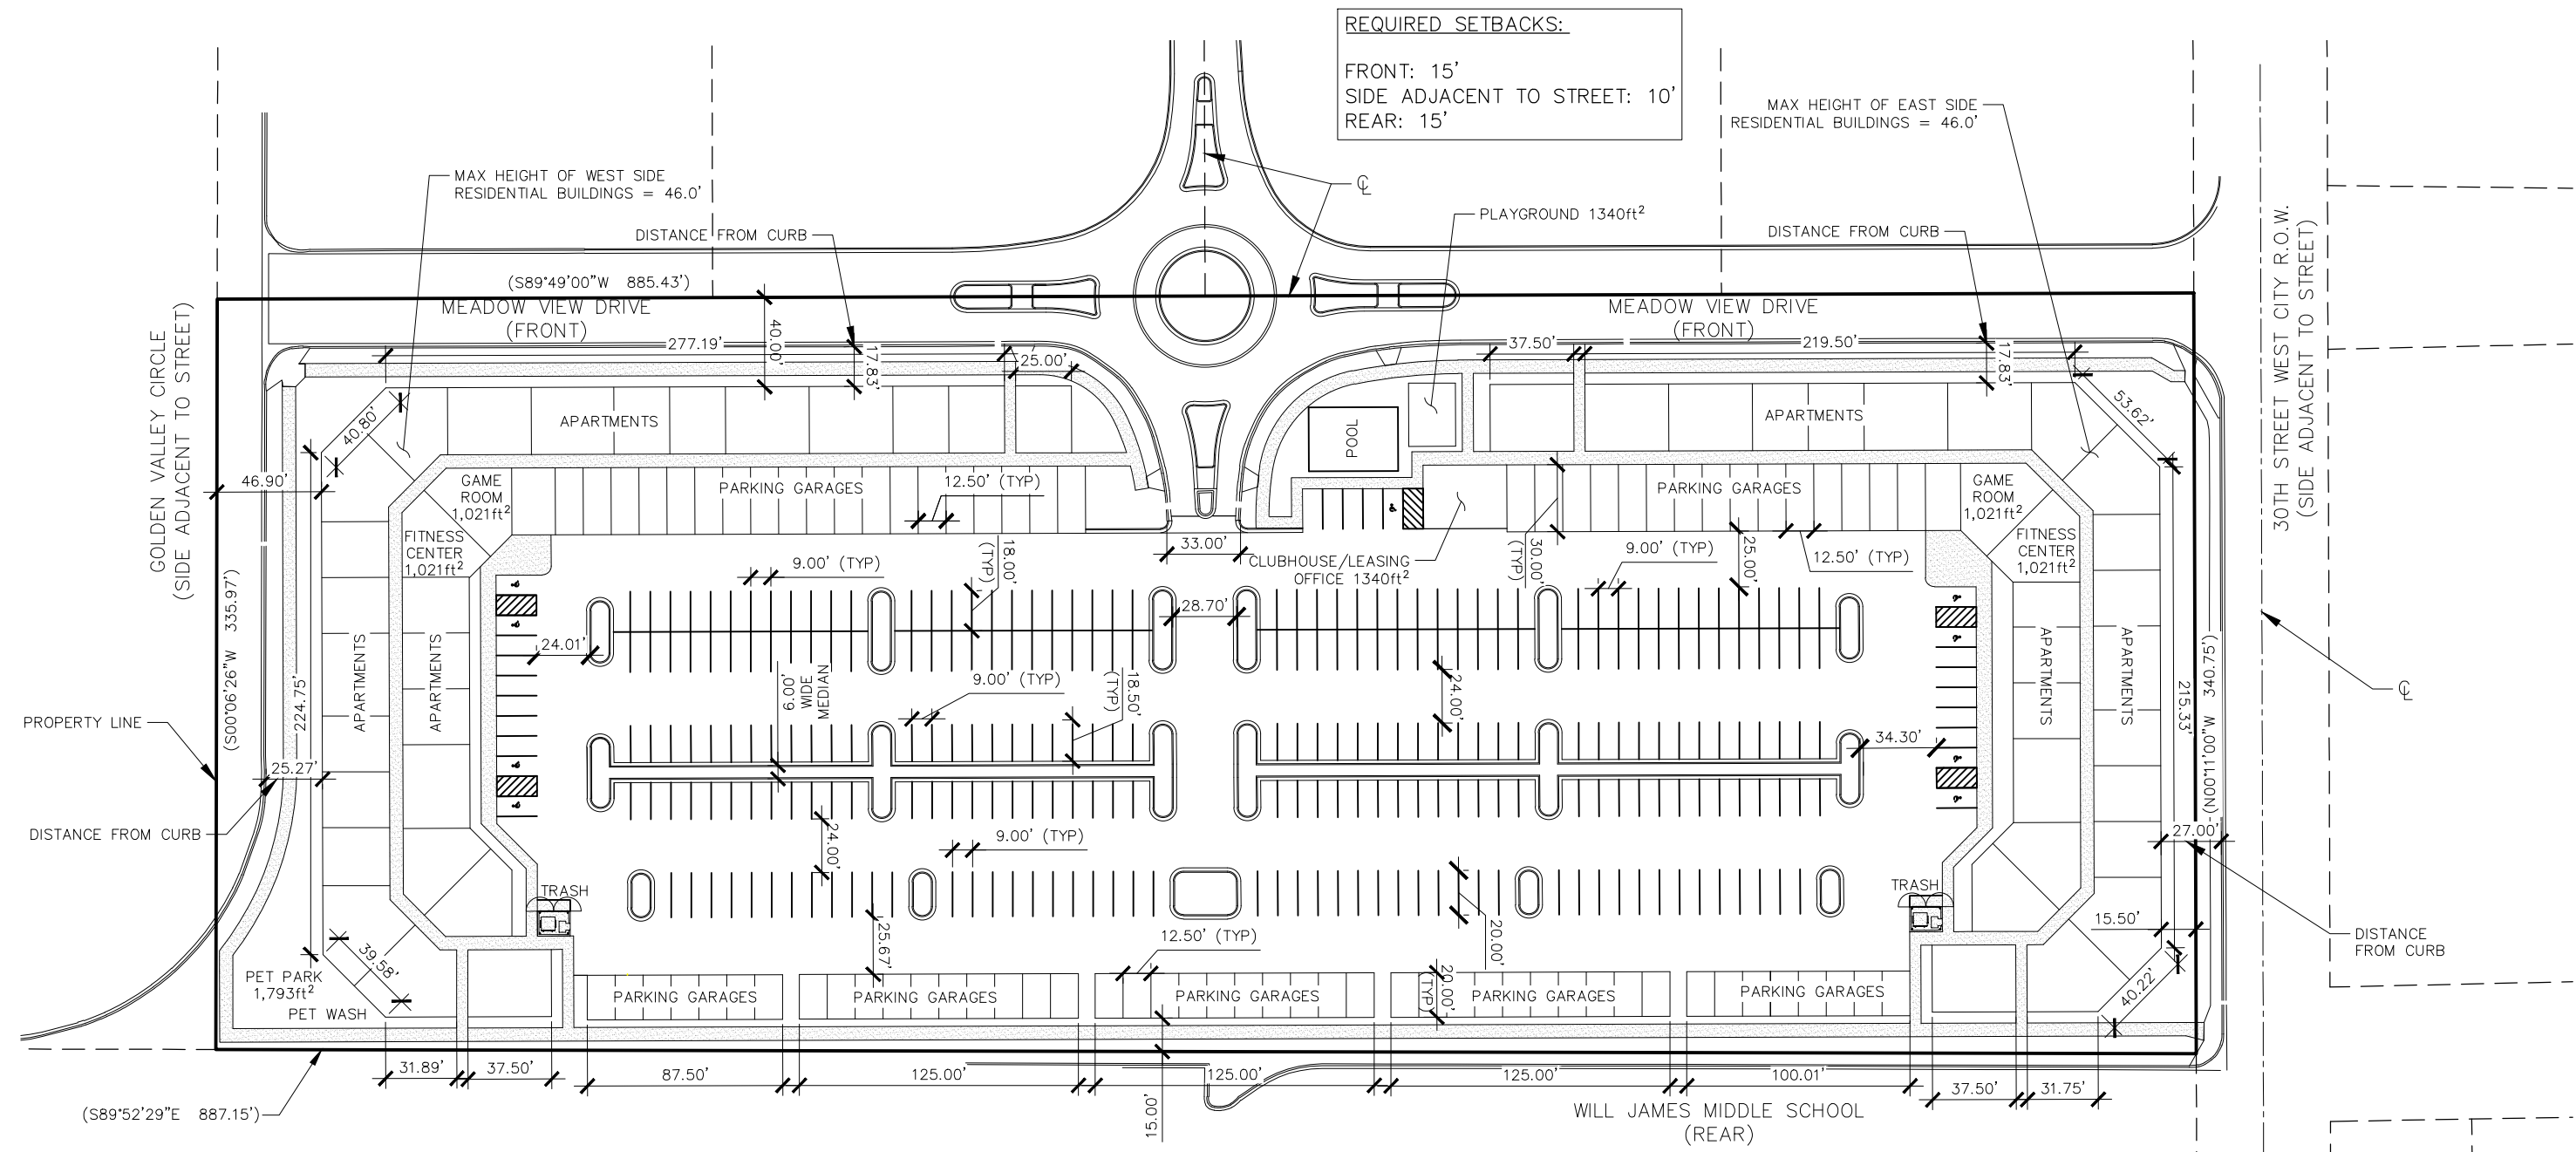 REQUIRED SETBACKS:
FRONT: 15'
SIDE ADJACENT TO STREET: 10'
REAR: 15'
MAX HEIGHT OF EAST SIDE
RESIDENTIAL BUILDINGS = 46.0'
MAX HEIGHT OF WEST SIDE
RESIDENTIAL BUILDINGS = 46.0'
℄
PLAYGROUND 1340ft²
DISTANCE FROM CURB
DISTANCE FROM CURB
(S89°49'00"W 885.43')
MEADOW VIEW DRIVE
(FRONT)
MEADOW VIEW DRIVE
(FRONT)
GOLDEN VALLEY CIRCLE
(SIDE ADJACENT TO STREET)
30TH STREET WEST CITY R.O.W.
(SIDE ADJACENT TO STREET)
277.19'
40.00'
17.83'
25.00'
37.50'
219.50'
17.83'
40.80'
APARTMENTS
POOL
APARTMENTS
53.62'
46.90'
GAME
ROOM
1,021ft²
PARKING GARAGES
12.50' (TYP)
PARKING GARAGES
GAME
ROOM
1,021ft²
FITNESS
CENTER
1,021ft²
FITNESS
CENTER
1,021ft²
33.00'
CLUBHOUSE/LEASING
OFFICE 1340ft²
30.00'
(TYP)
9.00' (TYP)
25.00'
12.50' (TYP)
9.00' (TYP)
18.00'
(TYP)
28.70'
24.01'
(S00°06'26"W 335.97')
224.75'
APARTMENTS
APARTMENTS
6.00'
WIDE
MEDIAN
9.00' (TYP)
18.50'
(TYP)
24.00'
34.30'
APARTMENTS
APARTMENTS
215.33'
(N00°11'00"W 340.75')
℄
PROPERTY LINE
25.27'
DISTANCE FROM CURB
24.00'
9.00' (TYP)
27.00'
TRASH
TRASH
25.67'
12.50' (TYP)
20.00'
15.50'
DISTANCE
FROM CURB
39.58'
PET PARK
1,793ft²
PET WASH
PARKING GARAGES
PARKING GARAGES
PARKING GARAGES
20.00'
(TYP)
PARKING GARAGES
PARKING GARAGES
40.22'
31.89'
37.50'
87.50'
125.00'
125.00'
125.00'
100.01'
37.50'
31.75'
15.00'
(S89°52'29"E 887.15')
WILL JAMES MIDDLE SCHOOL
(REAR)